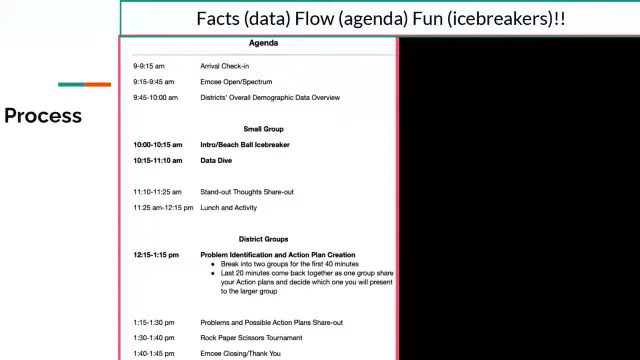 Facts (data) Flow (agenda) Fun (icebreakers)!!
Process
Agenda
9-9:15 am Arrival Check-in
9:15-9:45 am Emcee Open/Spectrum
9:45-10:00 am Districts' Overall Demographic Data Overview
Small Group
10:00-10:15 am Intro/Beach Ball Icebreaker
10:15-11:10 am Data Dive
11:10-11:25 am Stand-out Thoughts Share-out
11:25 am-12:15 pm Lunch and Activity
District Groups
12:15-1:15 pm Problem Identification and Action Plan Creation
● Break into two groups for the first 40 minutes
● Last 20 minutes come back together as one group share
your Action plans and decide which one you will present
to the larger group
1:15-1:30 pm Problems and Possible Action Plans Share-out
1:30-1:40 pm Rock Paper Scissors Tournament
1:40-1:45 pm Emcee Closing/Thank You